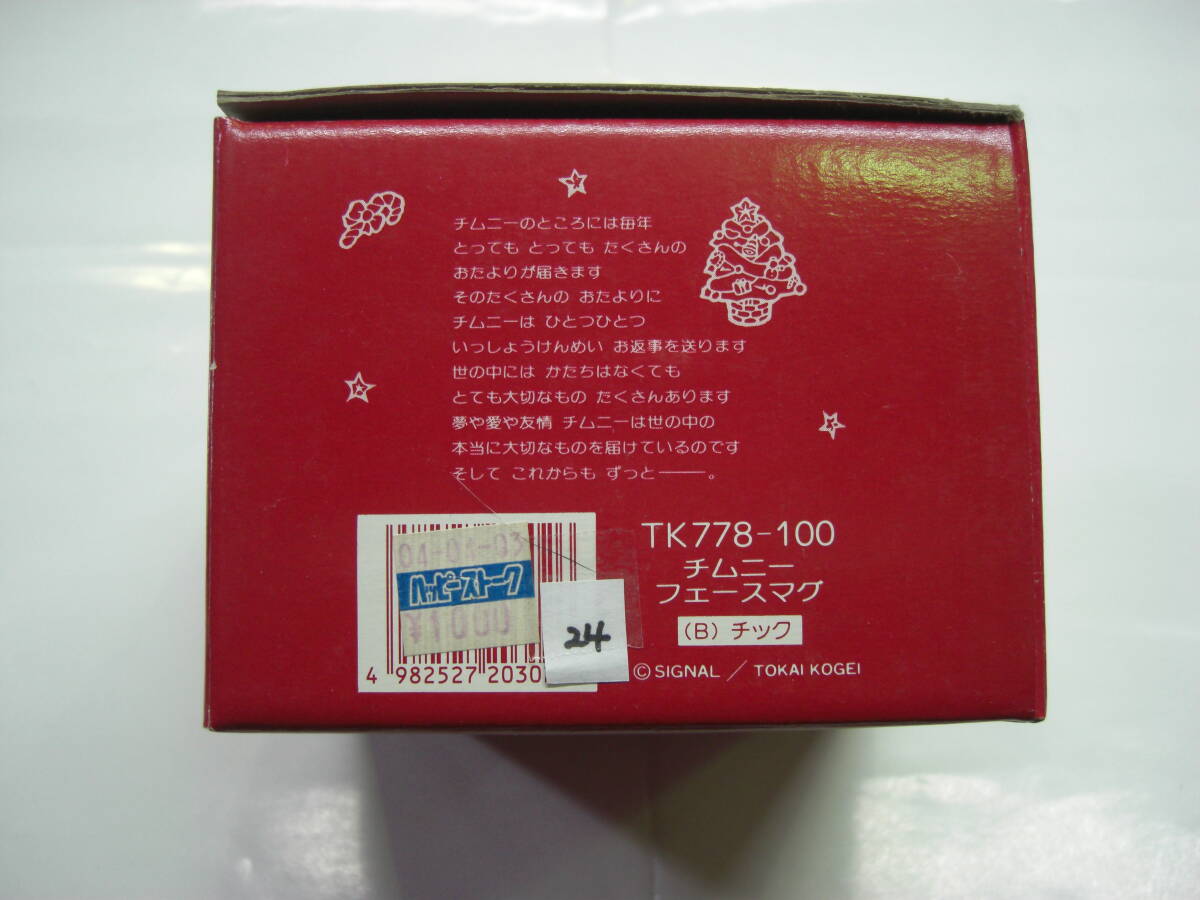 チムニーのところには毎年
とっても とっても たくさんの
おたよりが届きます
そのたくさんの おたよりに
チムニーは ひとつひとつ
いっしょうけんめい お返事を送ります
世の中には かたちはなくても
とても大切なもの たくさんあります
夢や愛や友情 チムニーは世の中の
本当に大切なものを届けているのです
そして これからも ずっと――。
TK778-100
チムニー
フェースマグ
(B) チック
©SIGNAL / TOKAI KOGEI
ハッピーストーク
¥1000
24
4 982527 2030